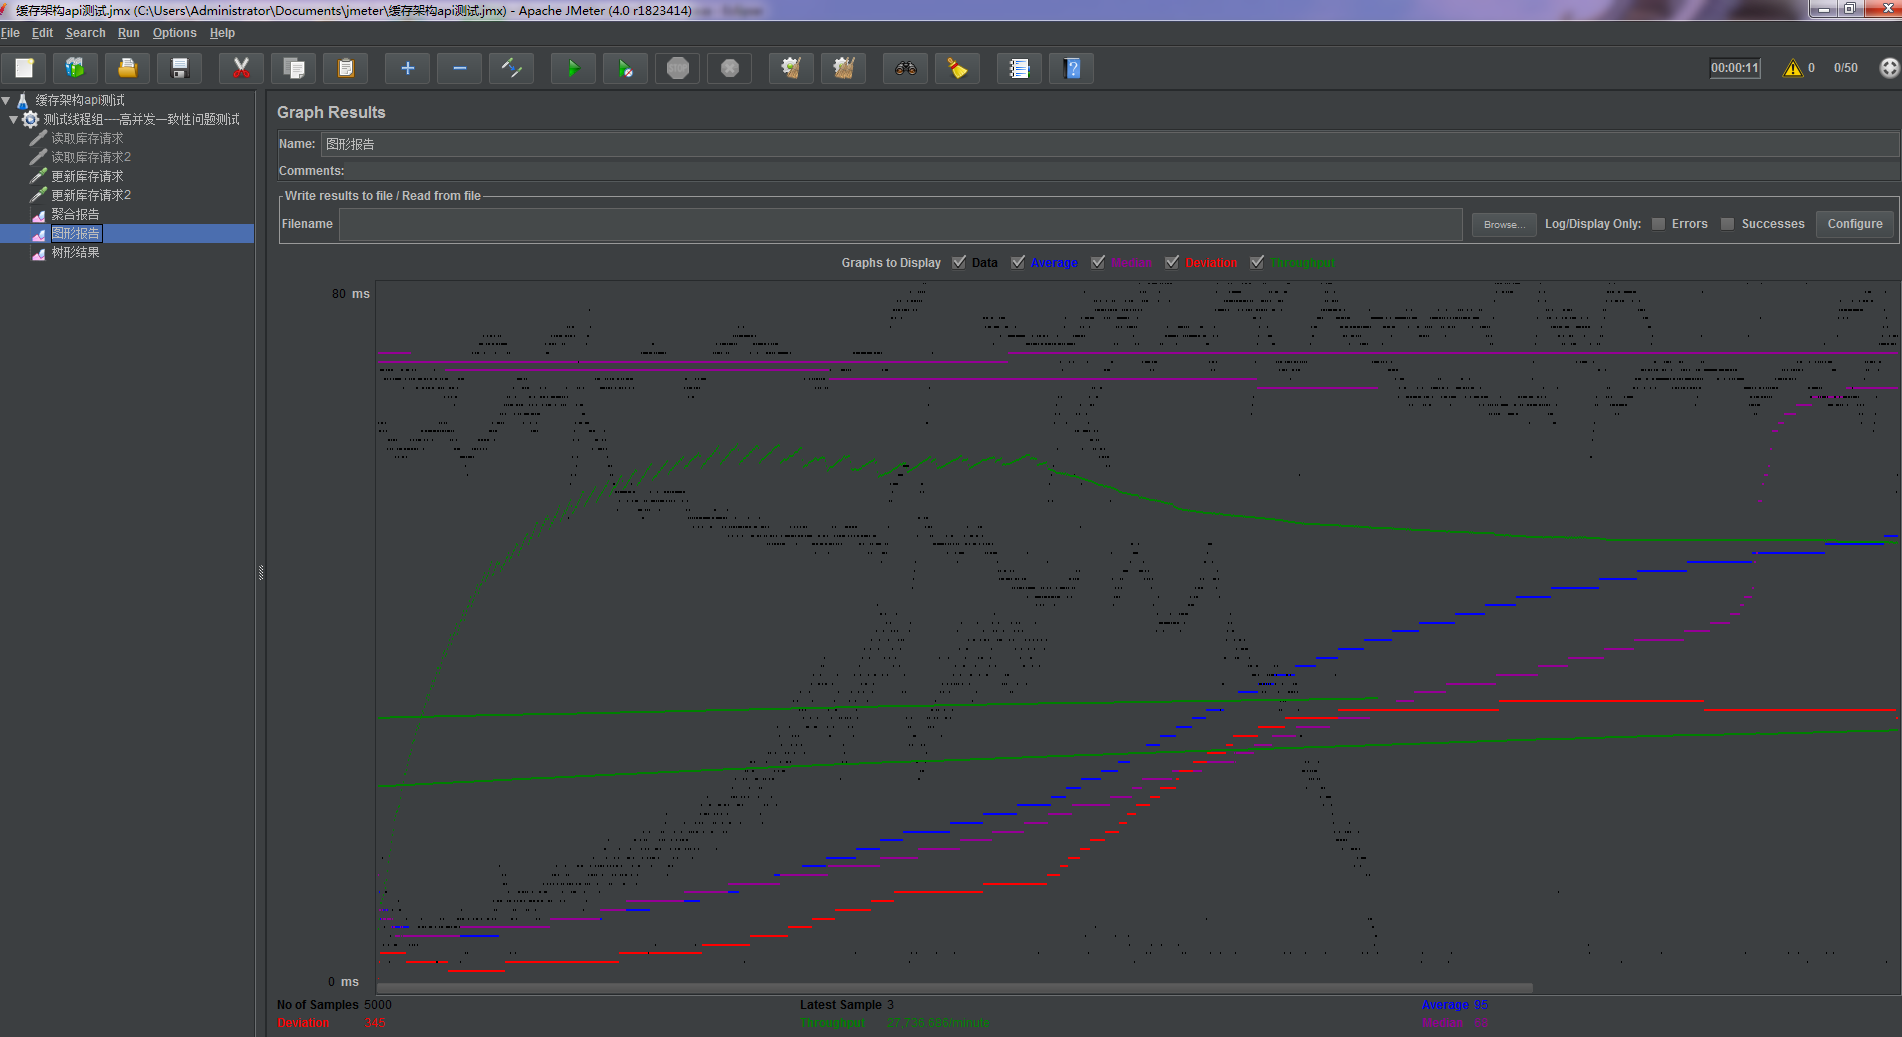 缓存架构api测试.jmx (C:\Users\Administrator\Documents\jmeter\缓存架构api测试.jmx) - Apache JMeter (4.0 r1823414)
File Edit Search Run Options Help
STOP
00:00:11 0 0/50
缓存架构api测试
测试线程组----高并发一致性问题测试
读取库存请求
读取库存请求2
更新库存请求
更新库存请求2
聚合报告
图形报告
树形结果
Graph Results
Name: 图形报告
Comments:
Write results to file / Read from file
Filename Browse... Log/Display Only: Errors Successes Configure
Graphs to Display Data Average Median Deviation Throughput
80 ms
0 ms
No of Samples 5000 Latest Sample 3 Average 95
Deviation 345 Throughput 27,736.686/minute Median